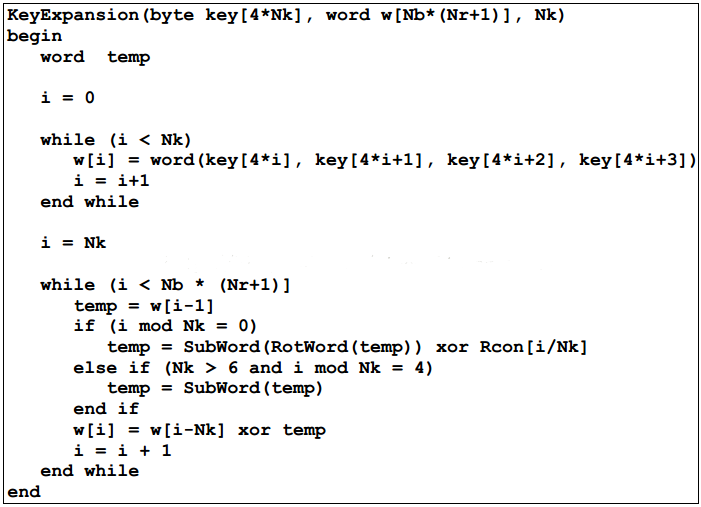 KeyExpansion(byte key[4*Nk], word w[Nb*(Nr+1)], Nk)
begin
word temp
i = 0
while (i < Nk)
w[i] = word(key[4*i], key[4*i+1], key[4*i+2], key[4*i+3])
i = i+1
end while
i = Nk
while (i < Nb * (Nr+1)]
temp = w[i-1]
if (i mod Nk = 0)
temp = SubWord(RotWord(temp)) xor Rcon[i/Nk]
else if (Nk > 6 and i mod Nk = 4)
temp = SubWord(temp)
end if
w[i] = w[i-Nk] xor temp
i = i + 1
end while
end